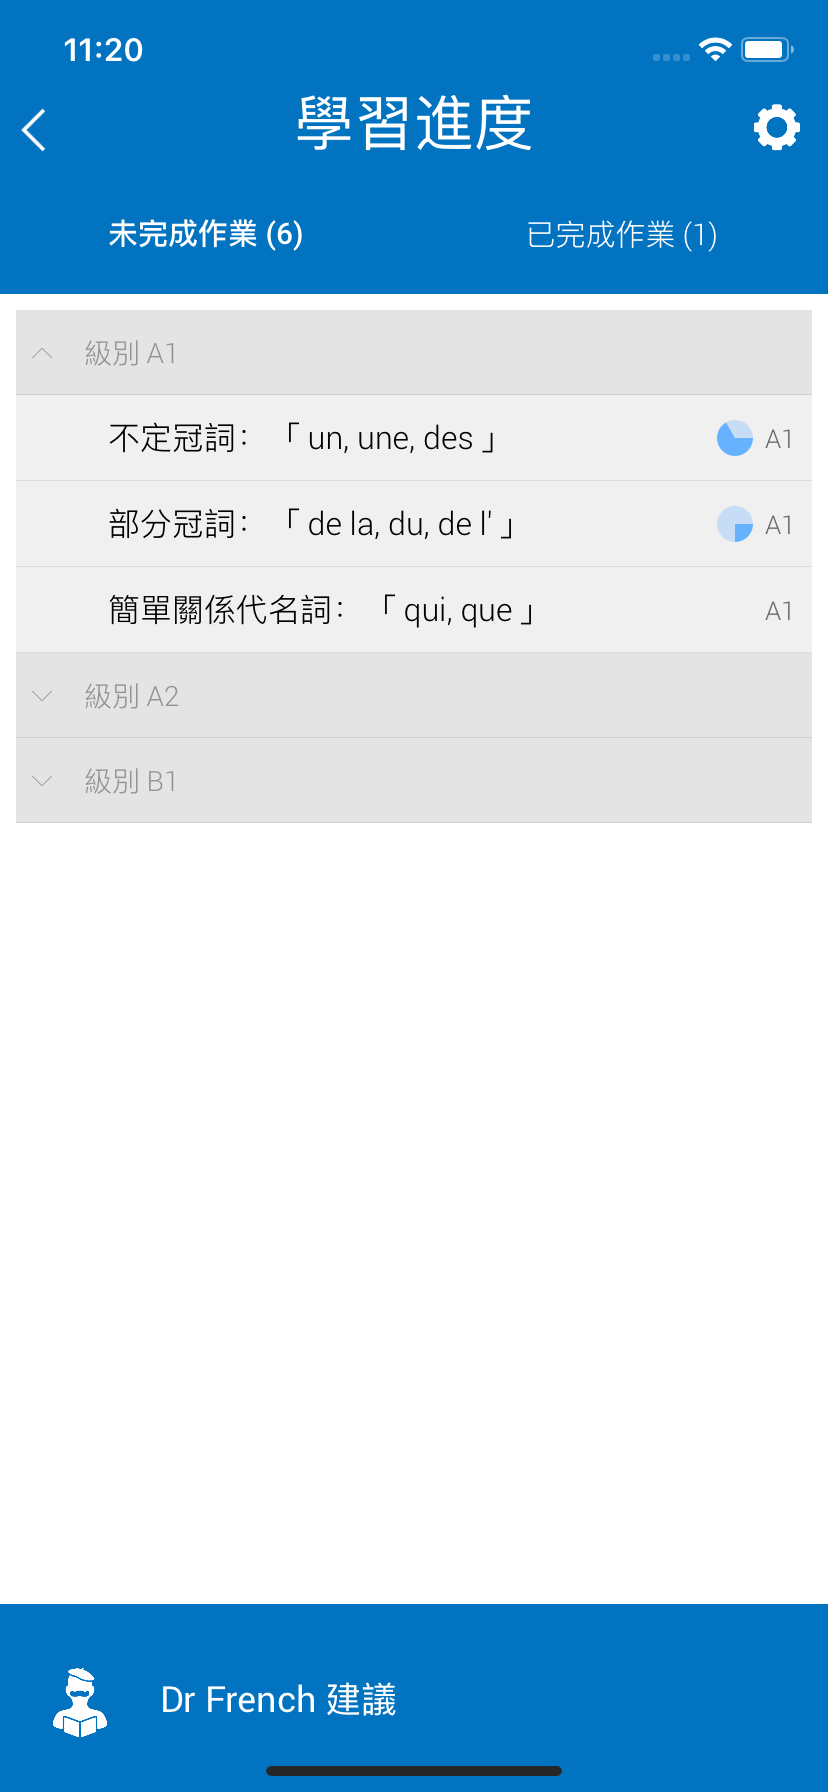 11:20
學習進度
未完成作業 (6)
已完成作業 (1)
級別 A1
不定冠詞：「 un, une, des 」
A1
部分冠詞：「 de la, du, de l' 」
A1
簡單關係代名詞：「 qui, que 」
A1
級別 A2
級別 B1
Dr French 建議